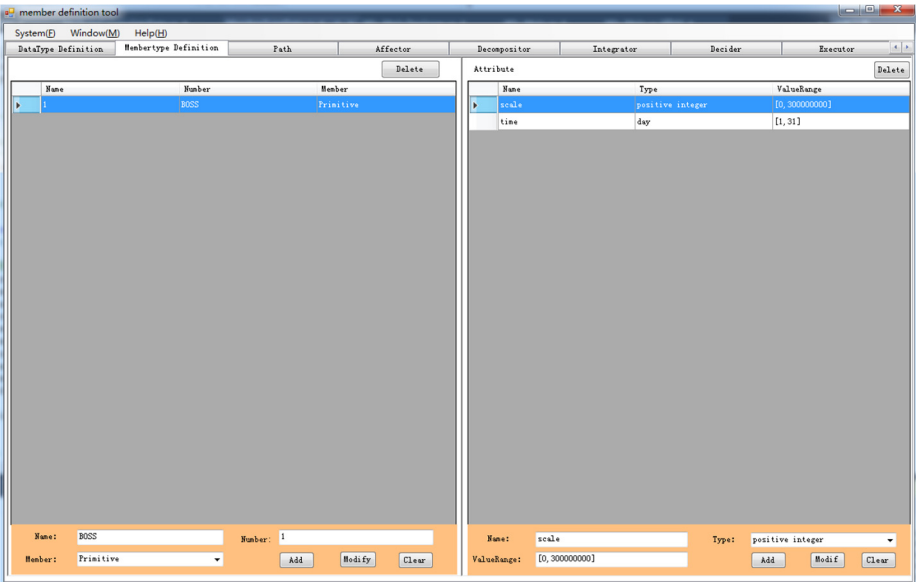 member definition tool
System(F) Window(M) Help(H)
DataType Definition Membertype Definition Path Affector Decompositor Integrator Decider Executor
Delete Attribute Delete
Name Number Member Name Type ValueRange
1 BOSS Primitive scale positive integer [0,300000000]
time day [1,31]
Name: BOSS Number: 1 Name: scale Type: positive integer
Member: Primitive Add Modify Clear ValueRange: [0,300000000] Add Modif Clear